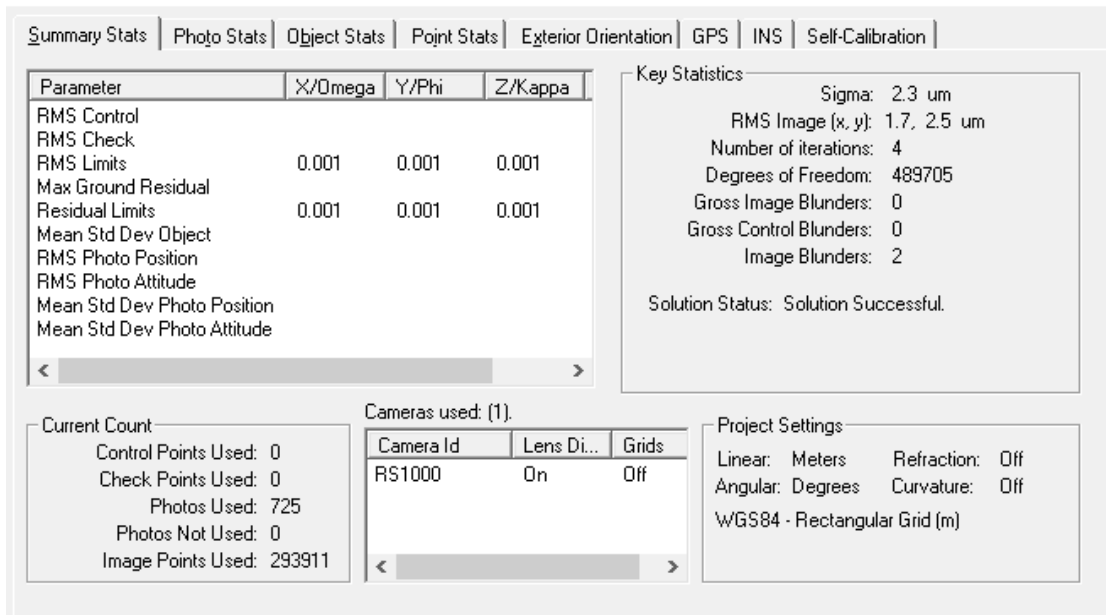 Summary Stats Photo Stats Object Stats Point Stats Exterior Orientation GPS INS Self-Calibration
Parameter X/Omega Y/Phi Z/Kappa
RMS Control
RMS Check
RMS Limits 0.001 0.001 0.001
Max Ground Residual
Residual Limits 0.001 0.001 0.001
Mean Std Dev Object
RMS Photo Position
RMS Photo Attitude
Mean Std Dev Photo Position
Mean Std Dev Photo Attitude
Key Statistics
Sigma: 2.3 um
RMS Image (x, y): 1.7, 2.5 um
Number of iterations: 4
Degrees of Freedom: 489705
Gross Image Blunders: 0
Gross Control Blunders: 0
Image Blunders: 2
Solution Status: Solution Successful.
Current Count
Control Points Used: 0
Check Points Used: 0
Photos Used: 725
Photos Not Used: 0
Image Points Used: 293911
Cameras used: (1).
Camera Id Lens Di... Grids
RS1000 On Off
Project Settings
Linear: Meters Refraction: Off
Angular: Degrees Curvature: Off
WGS84 - Rectangular Grid (m)